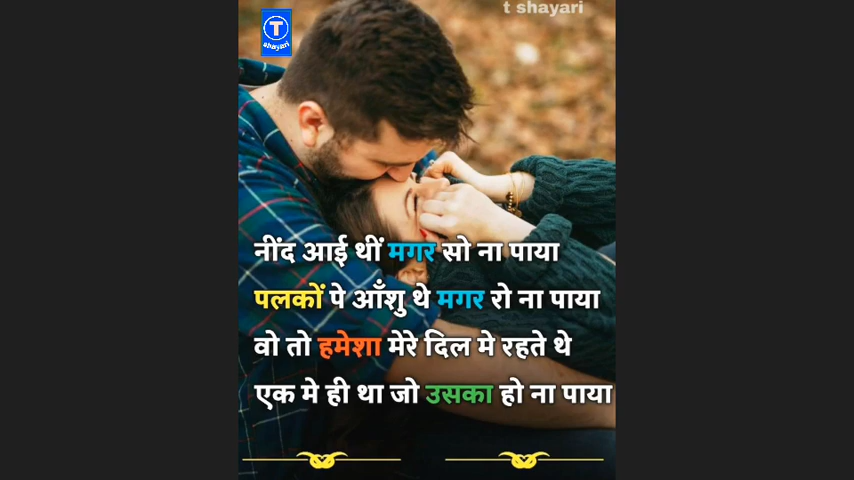 t shayari
T
shayari
नींद आई थीं मगर सो ना पाया
पलकों पे आँशु थे मगर रो ना पाया
वो तो हमेशा मेरे दिल मे रहते थे
एक मे ही था जो उसका हो ना पाया